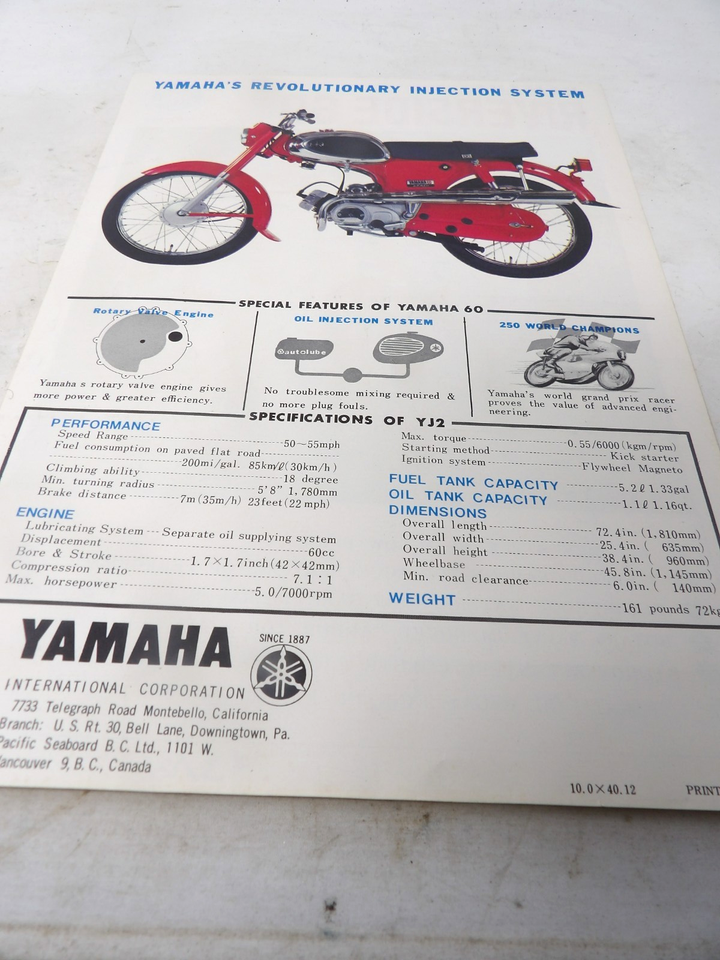 YAMAHA'S REVOLUTIONARY INJECTION SYSTEM
SPECIAL FEATURES OF YAMAHA 60
Rotary Valve Engine
Yamaha s rotary valve engine gives
more power & greater efficiency.
OIL INJECTION SYSTEM
autolube
No troublesome mixing required &
no more plug fouls.
250 WORLD CHAMPIONS
Yamaha's world grand prix racer
proves the value of advanced engi-
neering.
SPECIFICATIONS OF YJ2
PERFORMANCE
Speed Range 50~55mph
Fuel consumption on paved flat road
200mi/gal. 85km/ℓ(30km/h)
Climbing ability 18 degree
Min. turning radius 5'8" 1,780mm
Brake distance 7m (35m/h) 23feet (22mph)
ENGINE
Lubricating System Separate oil supplying system
Displacement 60cc
Bore & Stroke 1.7×1.7inch (42×42mm)
Compression ratio 7.1 : 1
Max. horsepower 5.0/7000rpm
Max. torque 0.55/6000 (kgm/rpm)
Starting method Kick starter
Ignition system Flywheel Magneto
FUEL TANK CAPACITY 5.2ℓ 1.33gal
OIL TANK CAPACITY 1.1ℓ 1.16qt.
DIMENSIONS
Overall length 72.4in. (1,810mm)
Overall width 25.4in. ( 635mm)
Overall height 38.4in. ( 960mm)
Wheelbase 45.8in. (1,145mm)
Min. road clearance 6.0in. ( 140mm)
WEIGHT 161 pounds 72kg
YAMAHA
SINCE 1887
INTERNATIONAL CORPORATION
7733 Telegraph Road Montebello, California
Branch: U. S. Rt. 30, Bell Lane, Downingtown, Pa.
Pacific Seaboard B. C. Ltd., 1101 W.
ancouver 9, B. C., Canada
10.0×40.12 PRINT